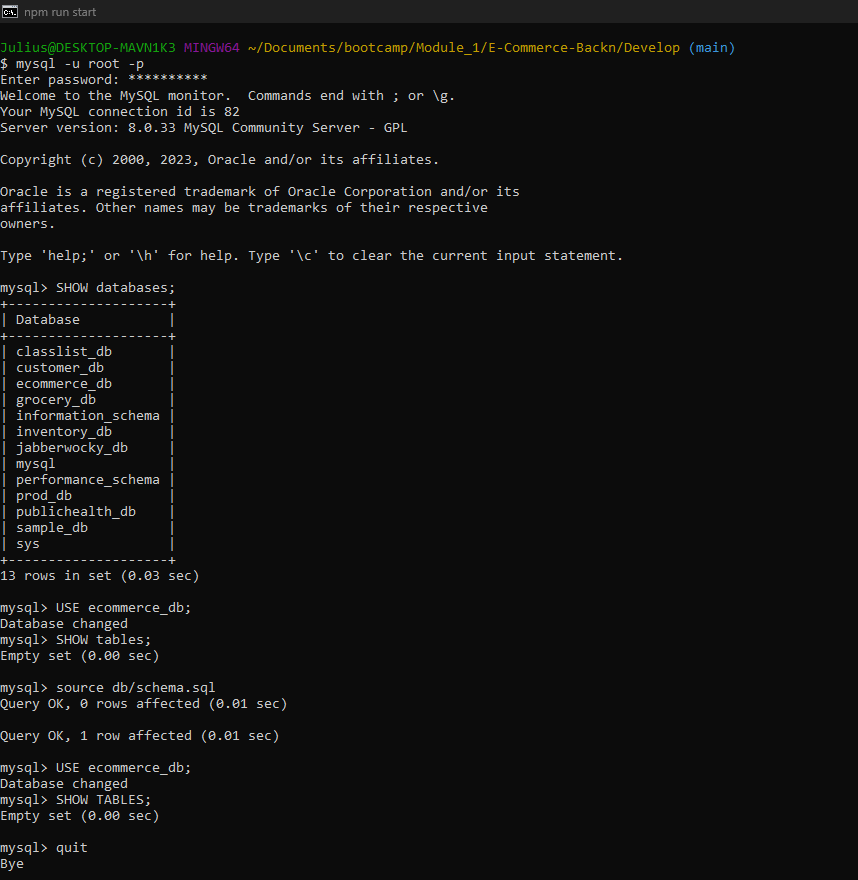 npm run start
Julius@DESKTOP-MAVN1K3 MINGW64 ~/Documents/bootcamp/Module_1/E-Commerce-Backn/Develop (main)
$ mysql -u root -p
Enter password: **********
Welcome to the MySQL monitor.  Commands end with ; or \g.
Your MySQL connection id is 82
Server version: 8.0.33 MySQL Community Server - GPL
Copyright (c) 2000, 2023, Oracle and/or its affiliates.
Oracle is a registered trademark of Oracle Corporation and/or its
affiliates. Other names may be trademarks of their respective
owners.
Type 'help;' or '\h' for help. Type '\c' to clear the current input statement.
mysql> SHOW databases;
+--------------------+
| Database           |
+--------------------+
| classlist_db       |
| customer_db        |
| ecommerce_db       |
| grocery_db         |
| information_schema |
| inventory_db       |
| jabberwocky_db     |
| mysql              |
| performance_schema |
| prod_db            |
| publichealth_db    |
| sample_db          |
| sys                |
+--------------------+
13 rows in set (0.03 sec)
mysql> USE ecommerce_db;
Database changed
mysql> SHOW tables;
Empty set (0.00 sec)
mysql> source db/schema.sql
Query OK, 0 rows affected (0.01 sec)
Query OK, 1 row affected (0.01 sec)
mysql> USE ecommerce_db;
Database changed
mysql> SHOW TABLES;
Empty set (0.00 sec)
mysql> quit
Bye